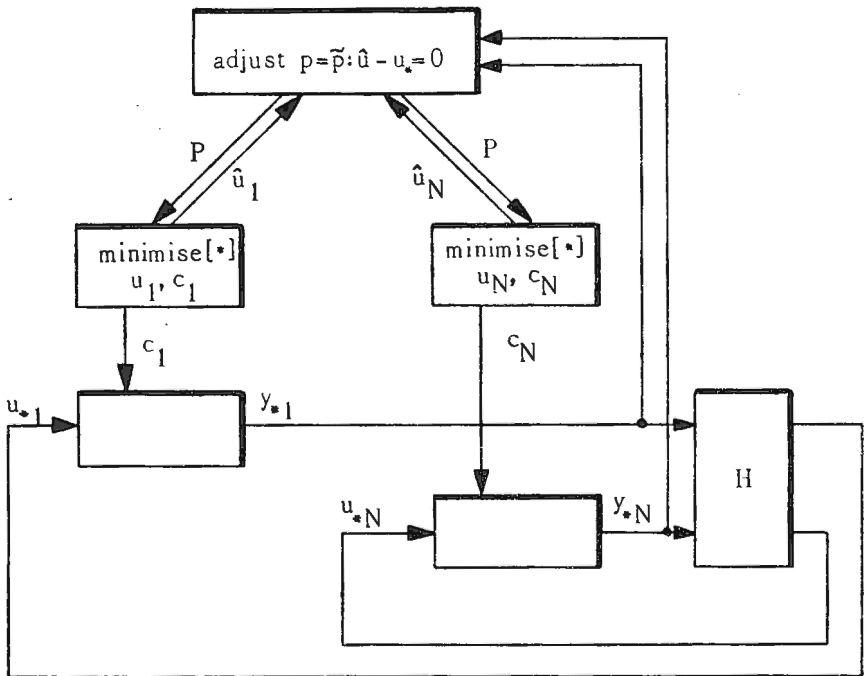 adjust p=p̃:û-u*=0
P
û1
P
ûN
minimise[*]
u1, c1
minimise[*]
uN, cN
c1
cN
u*1
y*1
H
u*N
y*N